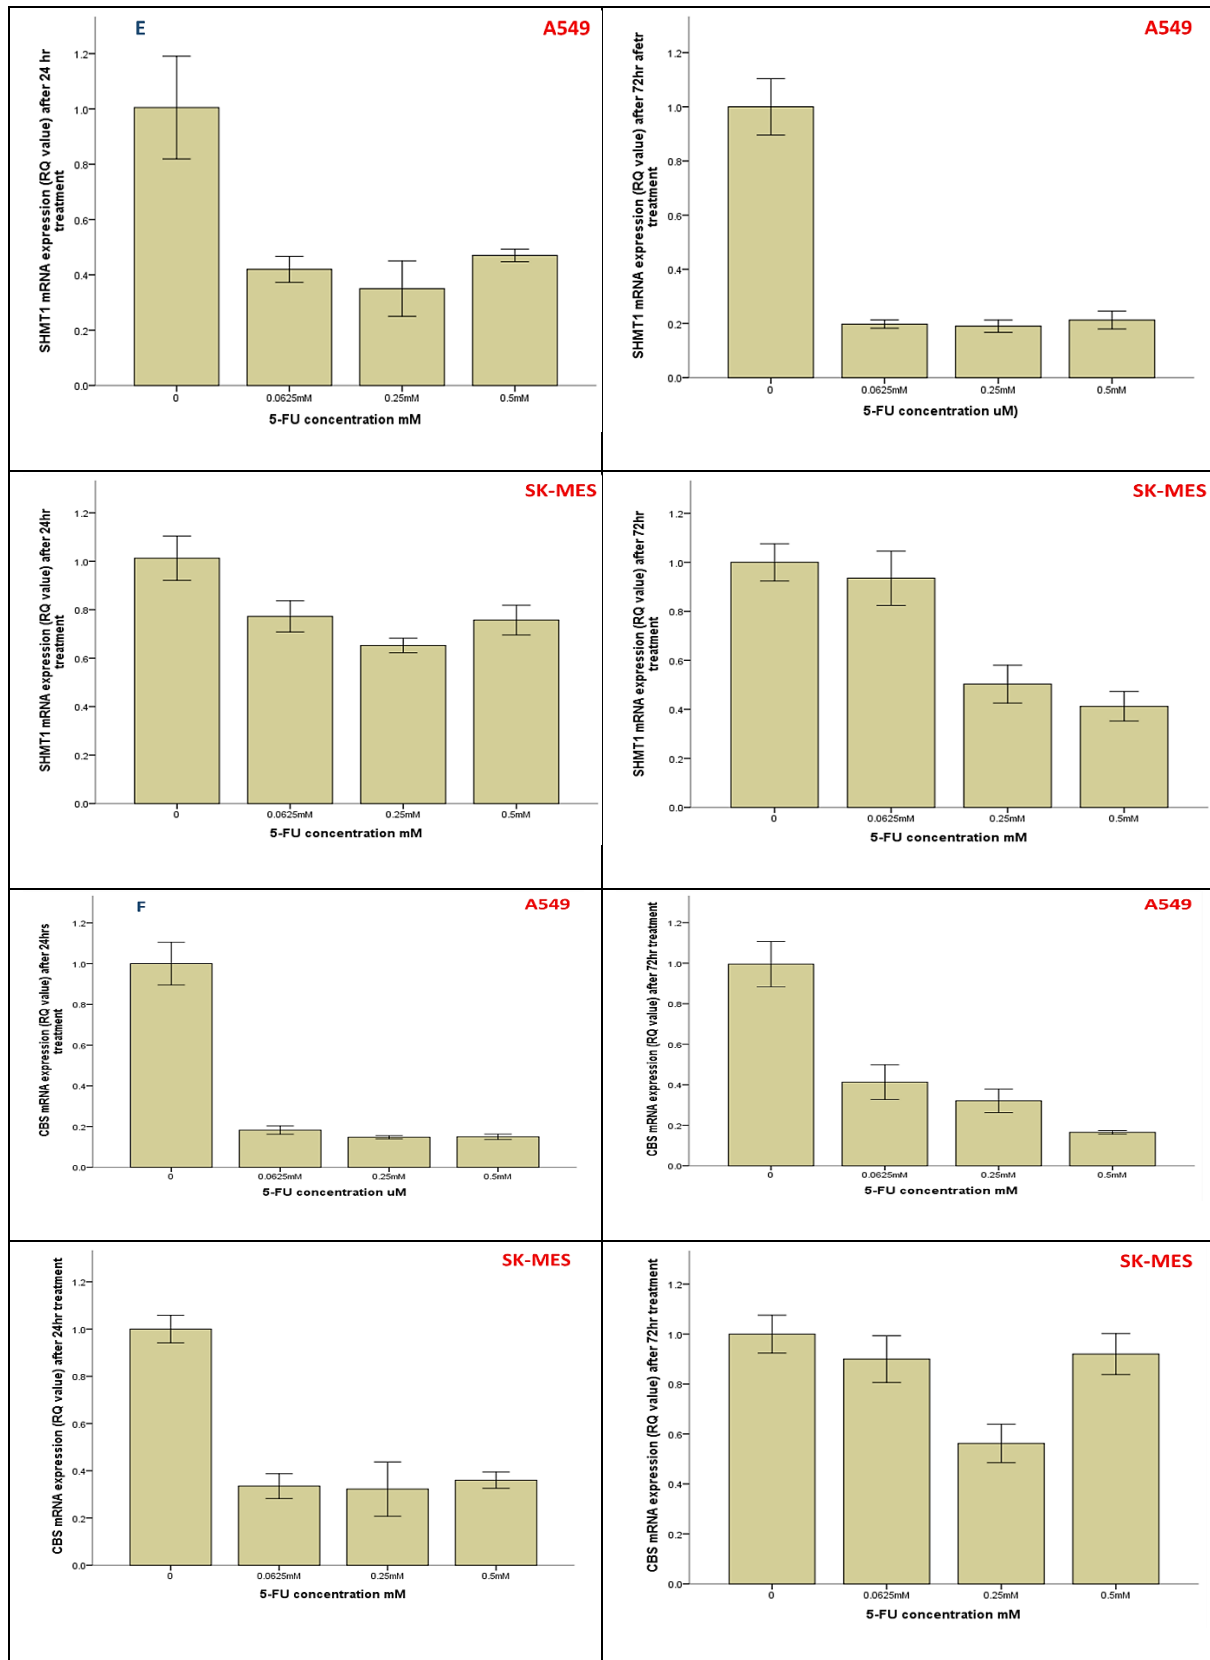 E
A549
SHMT1 mRNA expression (RQ value) after 24 hr
treatment
1.2
1.0
0.8
0.6
0.4
0.2
0.0
0 0.0625mM 0.25mM 0.5mM
5-FU concentration mM
A549
SHMT1 mRNA expression (RQ value) after 72hr afetr
treatment
1.2
1.0
0.8
0.6
0.4
0.2
0.0
0 0.0625mM 0.25mM 0.5mM
5-FU concentration uM)
SK-MES
SHMT1 mRNA expression (RQ value) after 24hr
treatment
1.2
1.0
0.8
0.6
0.4
0.2
0.0
0 0.0625mM 0.25mM 0.5mM
5-FU concentration mM
SK-MES
SHMT1 mRNA expression (RQ value) after 72hr
treatment
1.2
1.0
0.8
0.6
0.4
0.2
0.0
0 0.0625mM 0.25mM 0.5mM
5-FU concentration mM
F
A549
CBS mRNA expression (RQ value) after 24hrs
treatment
1.2
1.0
0.8
0.6
0.4
0.2
0.0
0 0.0625mM 0.25mM 0.5mM
5-FU concentration uM
A549
CBS mRNA expression (RQ value) after 72hr treatment
1.2
1.0
0.8
0.6
0.4
0.2
0.0
0 0.0625mM 0.25mM 0.5mM
5-FU concentration mM
SK-MES
CBS mRNA expression (RQ value) after 24hr treatment
1.2
1.0
0.8
0.6
0.4
0.2
0.0
0 0.0625mM 0.25mM 0.5mM
5-FU concentration mM
SK-MES
CBS mRNA expression (RQ value) after 72hr treatment
1.2
1.0
0.8
0.6
0.4
0.2
0.0
0 0.0625mM 0.25mM 0.5mM
5-FU concentration mM